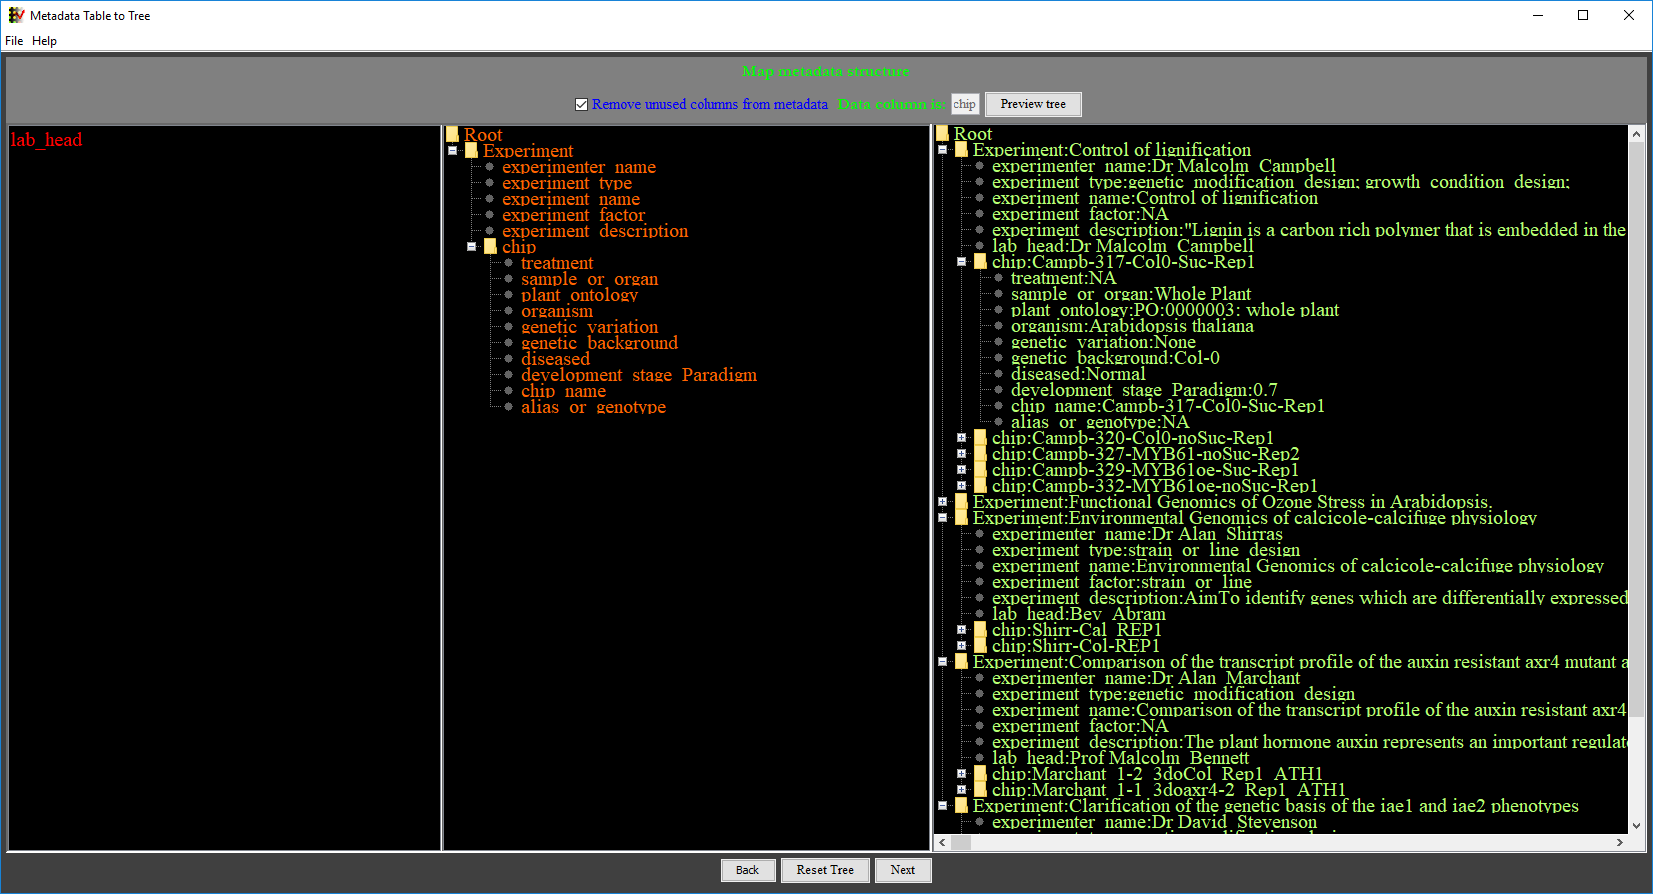 Metadata Table to Tree
File Help
Map metadata structure
Remove unused columns from metadata Data column is: chip Preview tree
lab_head
Root
Experiment
experimenter_name
experiment_type
experiment_name
experiment_factor
experiment_description
chip
treatment
sample_or_organ
plant_ontology
organism
genetic_variation
genetic_background
diseased
development_stage_Paradigm
chip_name
alias_or_genotype
Root
Experiment:Control of lignification
experimenter_name:Dr Malcolm_Campbell
experiment_type:genetic_modification_design; growth_condition_design;
experiment_name:Control of lignification
experiment_factor:NA
experiment_description:"Lignin is a carbon rich polymer that is embedded in the
lab_head:Dr Malcolm_Campbell
chip:Campb-317-Col0-Suc-Rep1
treatment:NA
sample_or_organ:Whole Plant
plant_ontology:PO:0000003: whole plant
organism:Arabidopsis thaliana
genetic_variation:None
genetic_background:Col-0
diseased:Normal
development_stage_Paradigm:0.7
chip_name:Campb-317-Col0-Suc-Rep1
alias_or_genotype:NA
chip:Campb-320-Col0-noSuc-Rep1
chip:Campb-327-MYB61-noSuc-Rep2
chip:Campb-329-MYB61oe-Suc-Rep1
chip:Campb-332-MYB61oe-noSuc-Rep1
Experiment:Functional Genomics of Ozone Stress in Arabidopsis.
Experiment:Environmental Genomics of calcicole-calcifuge physiology
experimenter_name:Dr Alan_Shirras
experiment_type:strain_or_line_design
experiment_name:Environmental Genomics of calcicole-calcifuge physiology
experiment_factor:strain_or_line
experiment_description:AimTo identify genes which are differentially expressed
lab_head:Bev_Abram
chip:Shirr-Cal_REP1
chip:Shirr-Col-REP1
Experiment:Comparison of the transcript profile of the auxin resistant axr4 mutant a
experimenter_name:Dr Alan_Marchant
experiment_type:genetic_modification_design
experiment_name:Comparison of the transcript profile of the auxin resistant axr4
experiment_factor:NA
experiment_description:The plant hormone auxin represents an important regulat
lab_head:Prof Malcolm_Bennett
chip:Marchant_1-2_3doCol_Rep1_ATH1
chip:Marchant_1-1_3doaxr4-2_Rep1_ATH1
Experiment:Clarification of the genetic basis of the iae1 and iae2 phenotypes
experimenter_name:Dr David_Stevenson
Back Reset Tree Next